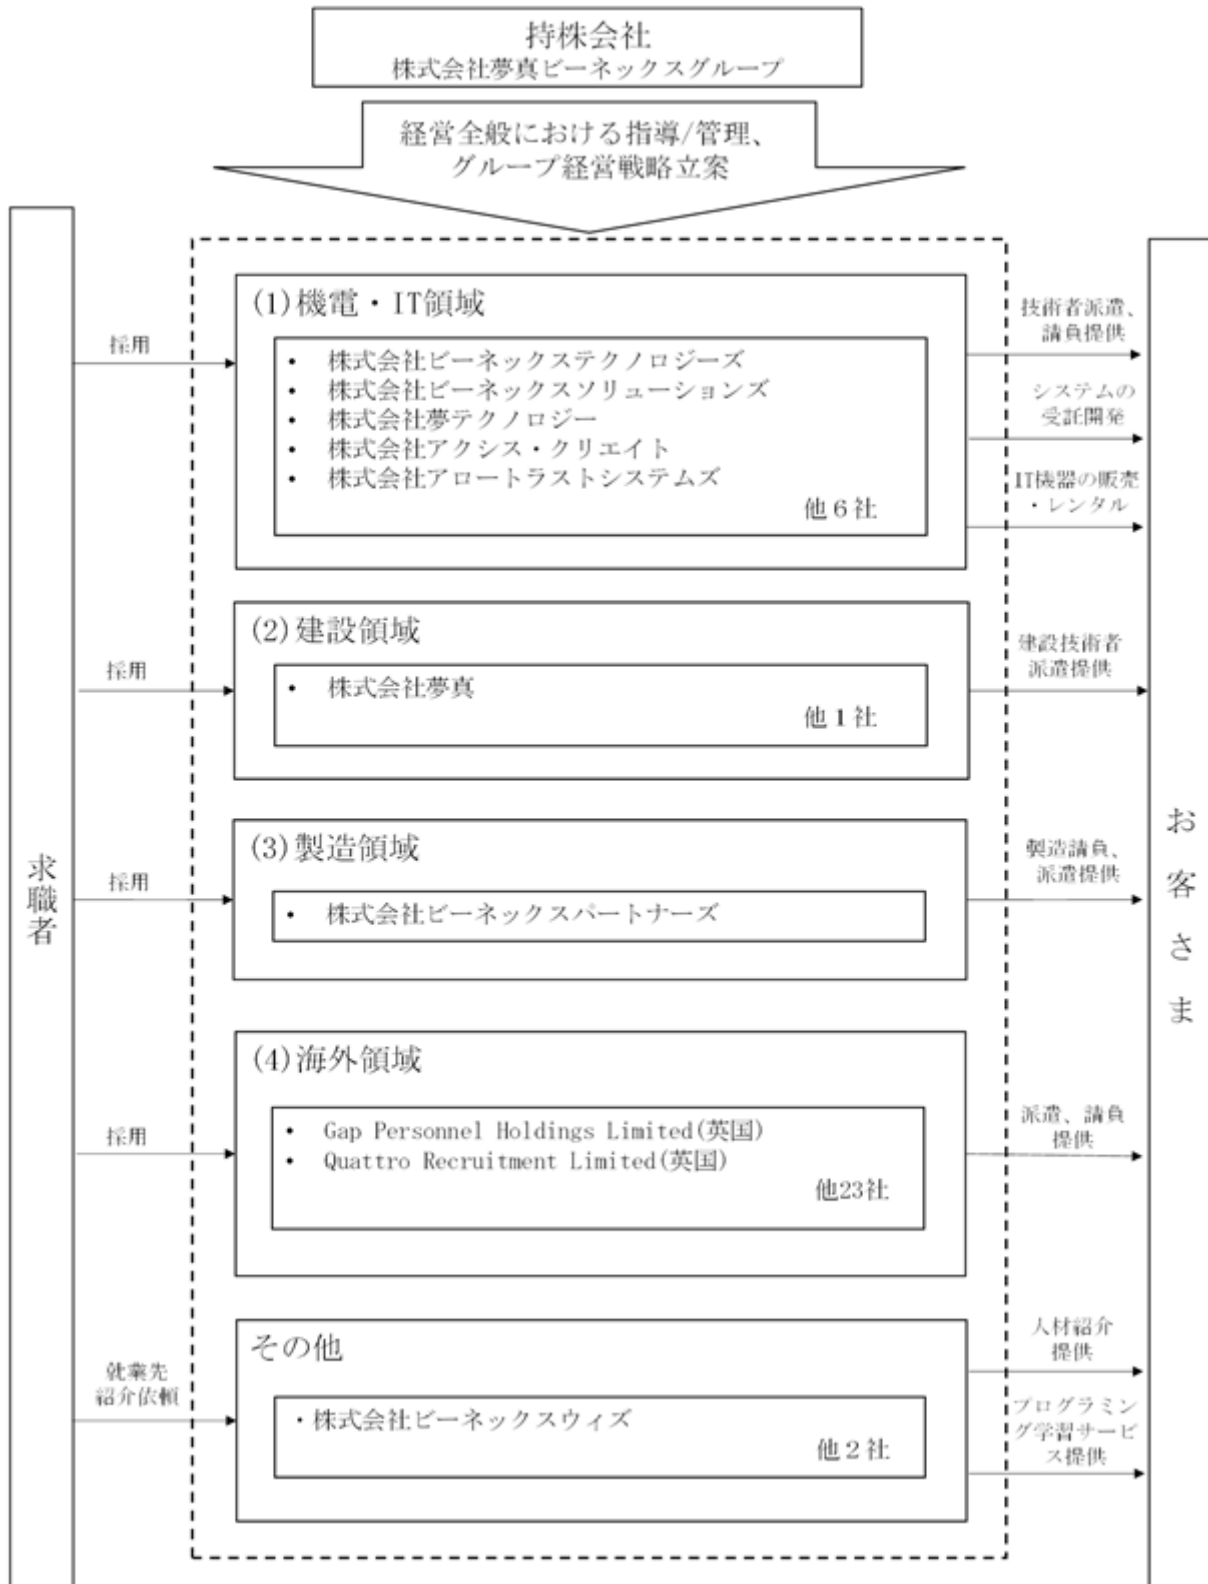 持株会社
株式会社夢真ビーネックスグループ
経営全般における指導/管理、
グループ経営戦略立案
求職者
お客さま
(1)機電・IT領域
採用
• 株式会社ビーネックステクノロジーズ
• 株式会社ビーネックスソリューションズ
• 株式会社夢テクノロジー
• 株式会社アクシス・クリエイト
• 株式会社アロートラストシステムズ
他6社
技術者派遣、
請負提供
システムの
受託開発
IT機器の販売
・レンタル
(2)建設領域
採用
• 株式会社夢真
他1社
建設技術者
派遣提供
(3)製造領域
採用
• 株式会社ビーネックスパートナーズ
製造請負、
派遣提供
(4)海外領域
採用
• Gap Personnel Holdings Limited(英国)
• Quattro Recruitment Limited(英国)
他23社
派遣、請負
提供
その他
就業先
紹介依頼
・株式会社ビーネックスウィズ
他2社
人材紹介
提供
プログラミン
グ学習サービ
ス提供